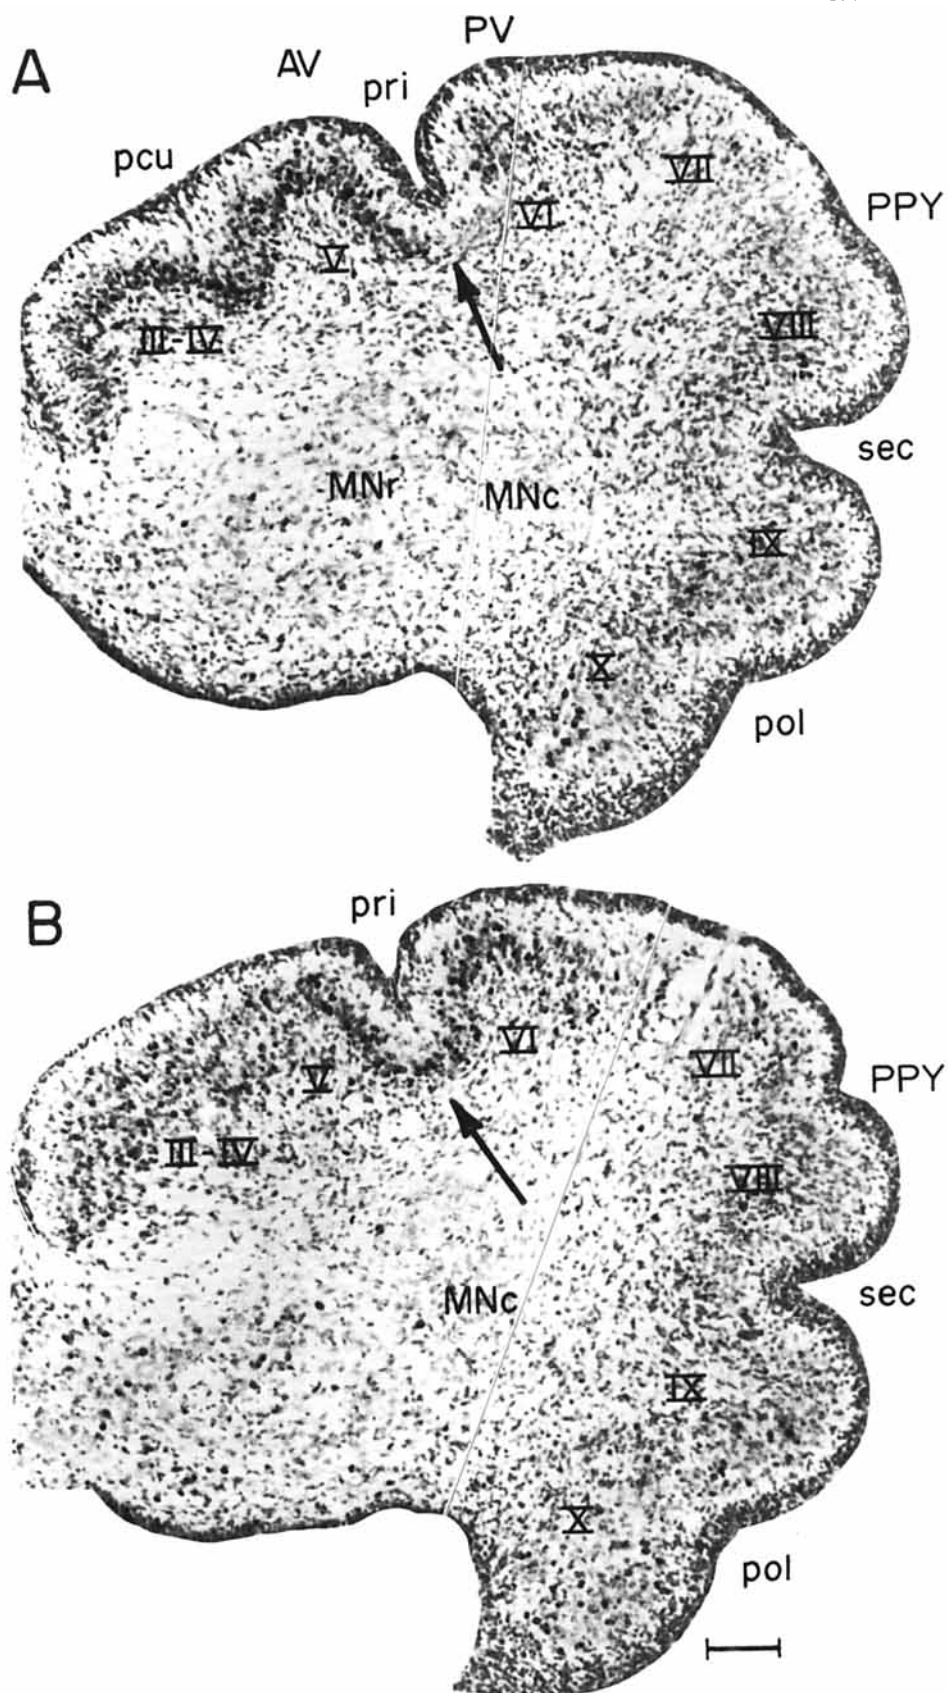 A
AV
PV
pri
pcu
VII
PPY
VI
V
III-IV
VIII
sec
MNr
MNc
IX
X
pol
B
pri
VI
V
VII
PPY
III-IV
VIII
MNc
sec
IX
X
pol